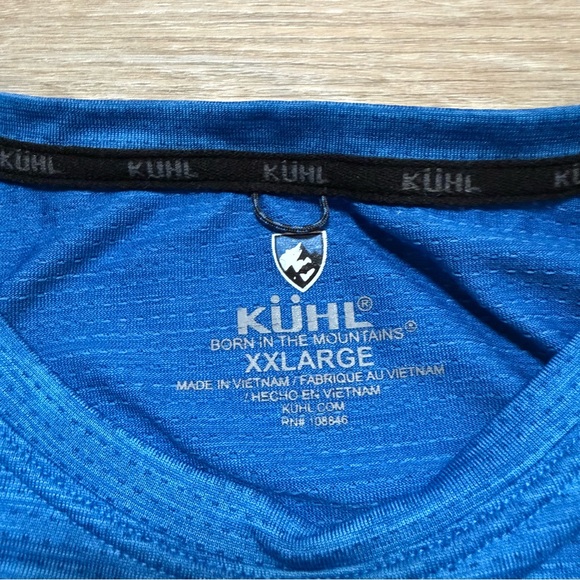 KÜHL KÜHL KÜHL KÜHL
KÜHL®
BORN IN THE MOUNTAINS®
XXLARGE
MADE IN VIETNAM / FABRIQUE AU VIETNAM
/ HECHO EN VIETNAM
KUHL.COM
RN# 108846